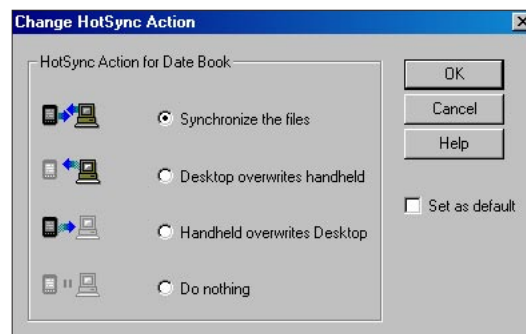 Change HotSync Action
HotSync Action for Date Book
Synchronize the files
Desktop overwrites handheld
Handheld overwrites Desktop
Do nothing
OK
Cancel
Help
Set as default